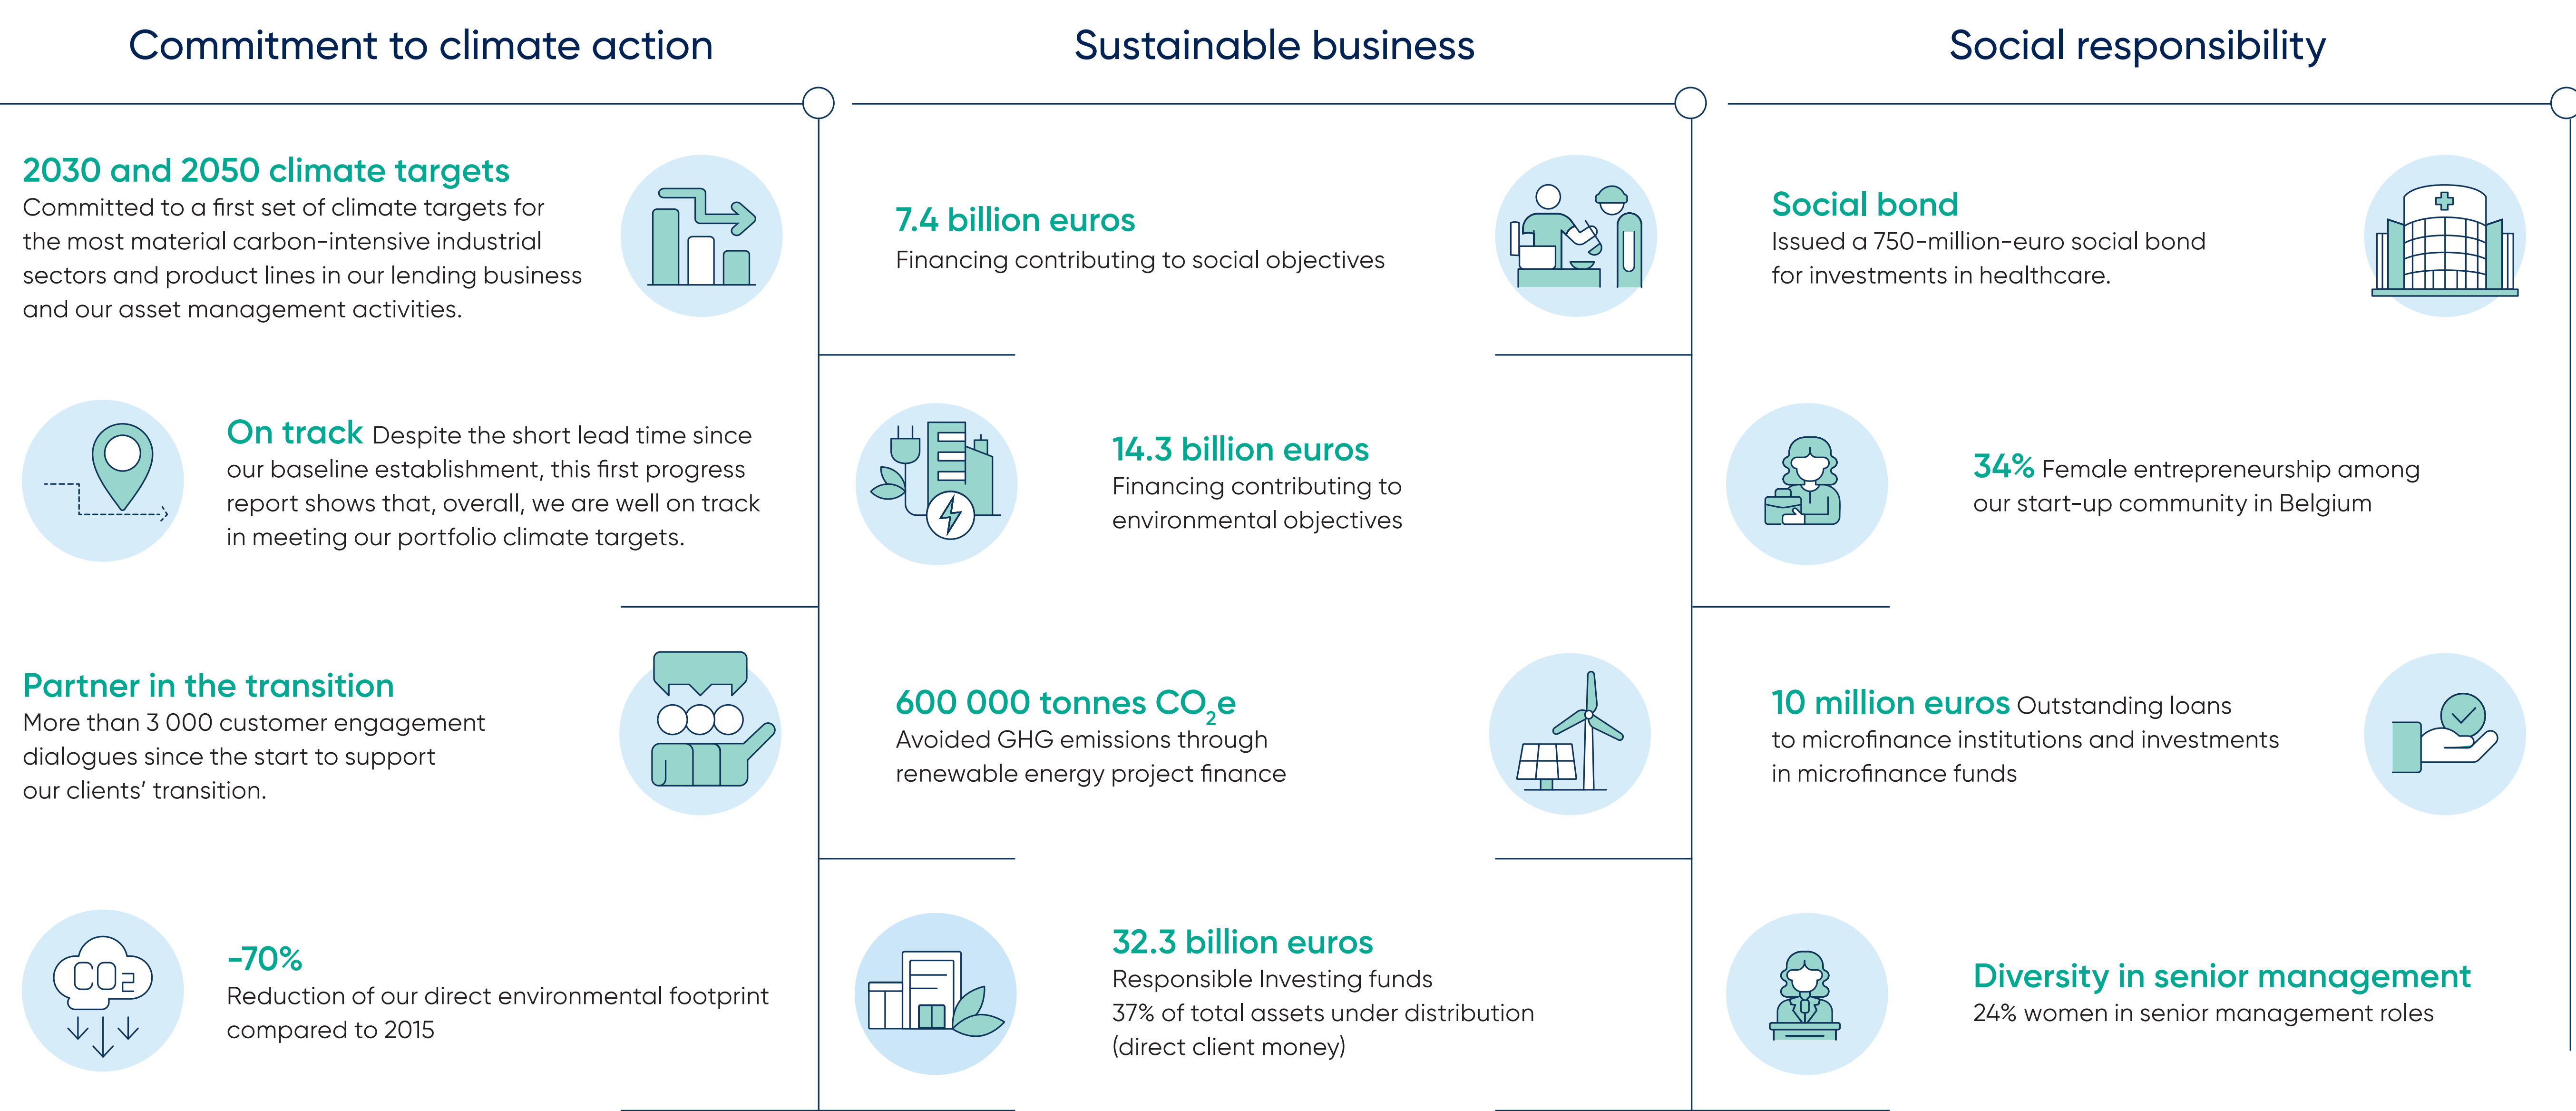 Commitment to climate action
2030 and 2050 climate targets
Committed to a first set of climate targets for
the most material carbon-intensive industrial
sectors and product lines in our lending business
and our asset management activities.
On track Despite the short lead time since
our baseline establishment, this first progress
report shows that, overall, we are well on track
in meeting our portfolio climate targets.
Partner in the transition
More than 3 000 customer engagement
dialogues since the start to support
our clients’ transition.
CO2
-70%
Reduction of our direct environmental footprint
compared to 2015
Sustainable business
7.4 billion euros
Financing contributing to social objectives
14.3 billion euros
Financing contributing to
environmental objectives
600 000 tonnes CO₂e
Avoided GHG emissions through
renewable energy project finance
32.3 billion euros
Responsible Investing funds
37% of total assets under distribution
(direct client money)
Social responsibility
Social bond
Issued a 750-million-euro social bond
for investments in healthcare.
34% Female entrepreneurship among
our start-up community in Belgium
10 million euros Outstanding loans
to microfinance institutions and investments
in microfinance funds
Diversity in senior management
24% women in senior management roles